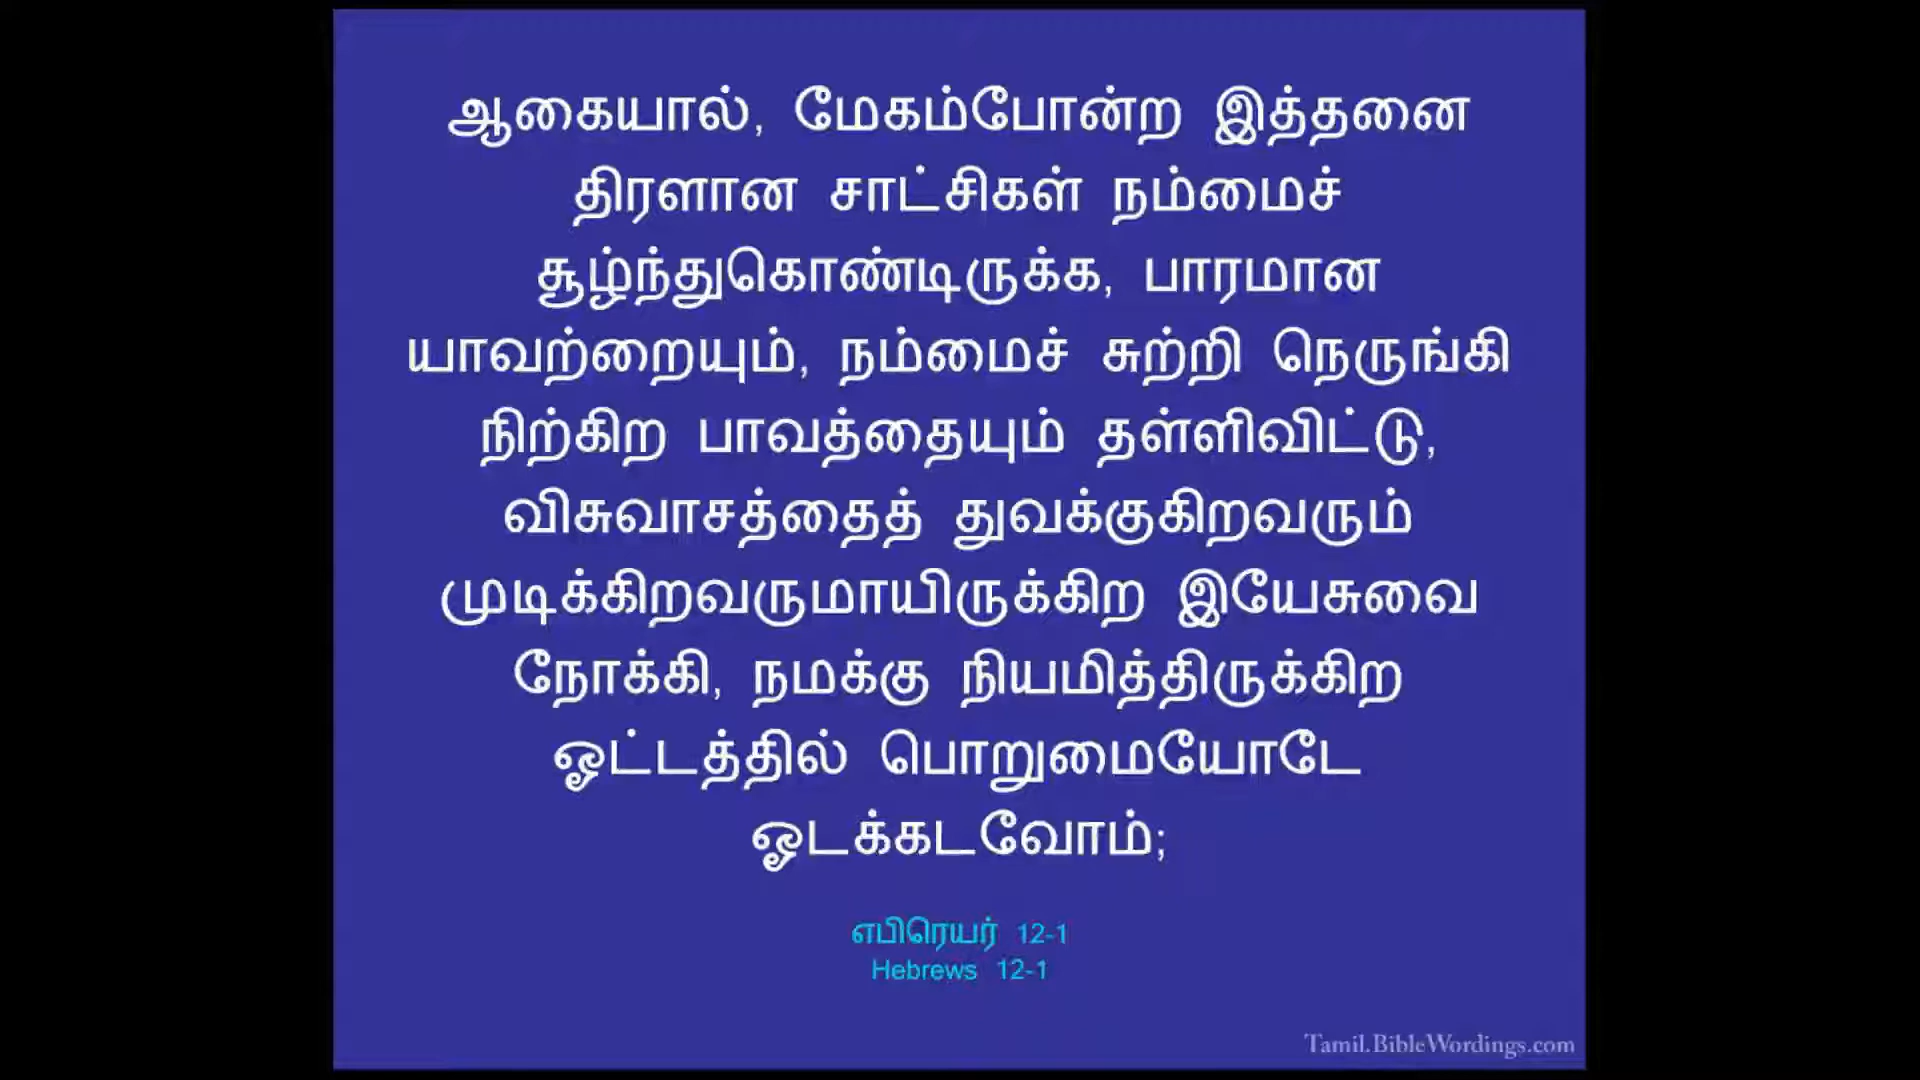 ஆகையால், மேகம்போன்ற இத்தனை
திரளான சாட்சிகள் நம்மைச்
சூழ்ந்துகொண்டிருக்க, பாரமான
யாவற்றையும், நம்மைச் சுற்றி நெருங்கி
நிற்கிற பாவத்தையும் தள்ளிவிட்டு,
விசுவாசத்தைத் துவக்குகிறவரும்
முடிக்கிறவருமாயிருக்கிற இயேசுவை
நோக்கி, நமக்கு நியமித்திருக்கிற
ஓட்டத்தில் பொறுமையோடே
ஓடக்கடவோம்;
எபிரெயர் 12-1
Hebrews 12-1
Tamil.BibleWordings.com